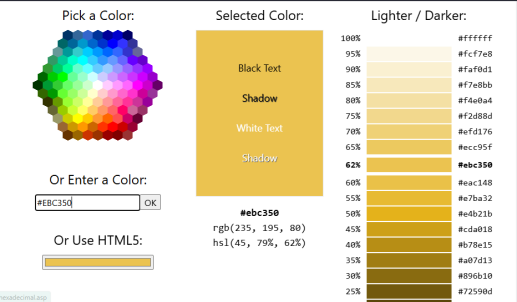 Pick a Color:
Or Enter a Color:
#EBC350 OK
Or Use HTML5:
Selected Color:
Black Text
Shadow
White Text
Shadow
#ebc350
rgb(235, 195, 80)
hsl(45, 79%, 62%)
Lighter / Darker:
100% #ffffff
95% #fcf7e8
90% #faf0d1
85% #f7e8bb
80% #f4e0a4
75% #f2d88d
70% #efd176
65% #ecc95f
62% #ebc350
60% #eac148
55% #e7ba32
50% #e4b21b
45% #cda018
40% #b78e15
35% #a07d13
30% #896b10
25% #72590d
hexadecimal.asp